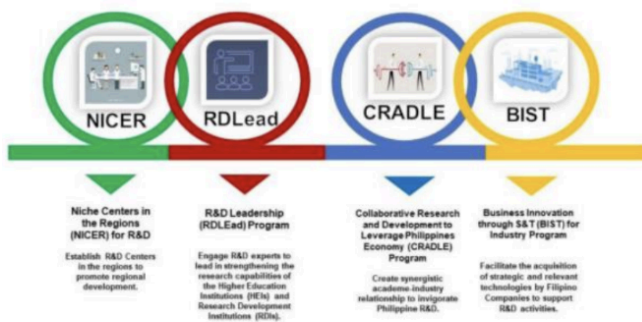 NICER
RDLead
CRADLE
BIST
Niche Centers in
the Regions
(NICER) for R&D
Establish R&D Centers
in the regions to
promote regional
development.
R&D Leadership
(RDLEad) Program
Engage R&D experts to
lead in strengthening the
research capabilities of
the Higher Education
Institutions (HEIs) and
Research Development
Institutions (RDIs).
Collaborative Research
and Development to
Leverage Philippines
Economy (CRADLE)
Program
Create synergistic
academe-industry
relationship to invigorate
Philippine R&D.
Business Innovation
through S&T (BIST) for
Industry Program
Facilitate the acquisition
of strategic and relevant
technologies by Filipino
Companies to support
R&D activities.